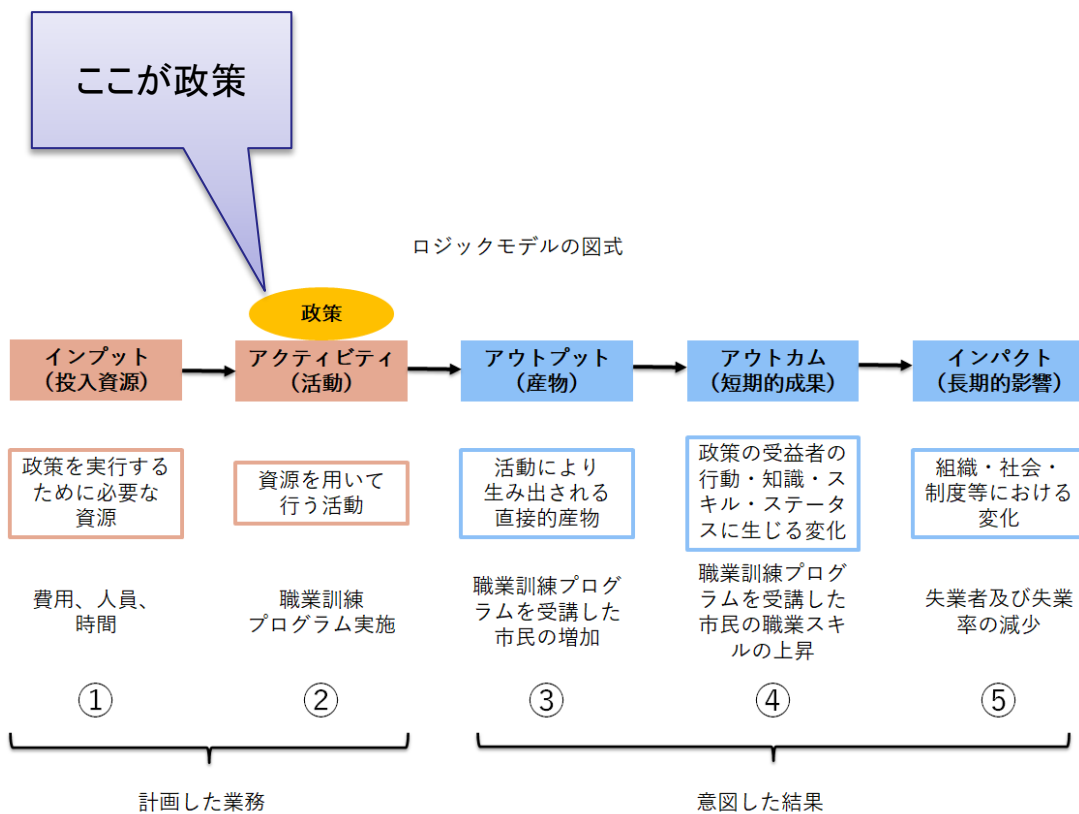 ここが政策
ロジックモデルの図式
政策
インプット
（投入資源）
アクティビティ
（活動）
アウトプット
（産物）
アウトカム
（短期的成果）
インパクト
（長期的影響）
政策を実行する
ために必要な
資源
資源を用いて
行う活動
活動により
生み出される
直接的産物
政策の受益者の
行動・知識・ス
キル・ステータ
スに生じる変化
組織・社会・
制度等における
変化
費用、人員、
時間
職業訓練
プログラム実施
職業訓練プログ
ラムを受講した
市民の増加
職業訓練プログ
ラムを受講した
市民の職業スキ
ルの上昇
失業者及び失業
率の減少
①
②
③
④
⑤
計画した業務
意図した結果